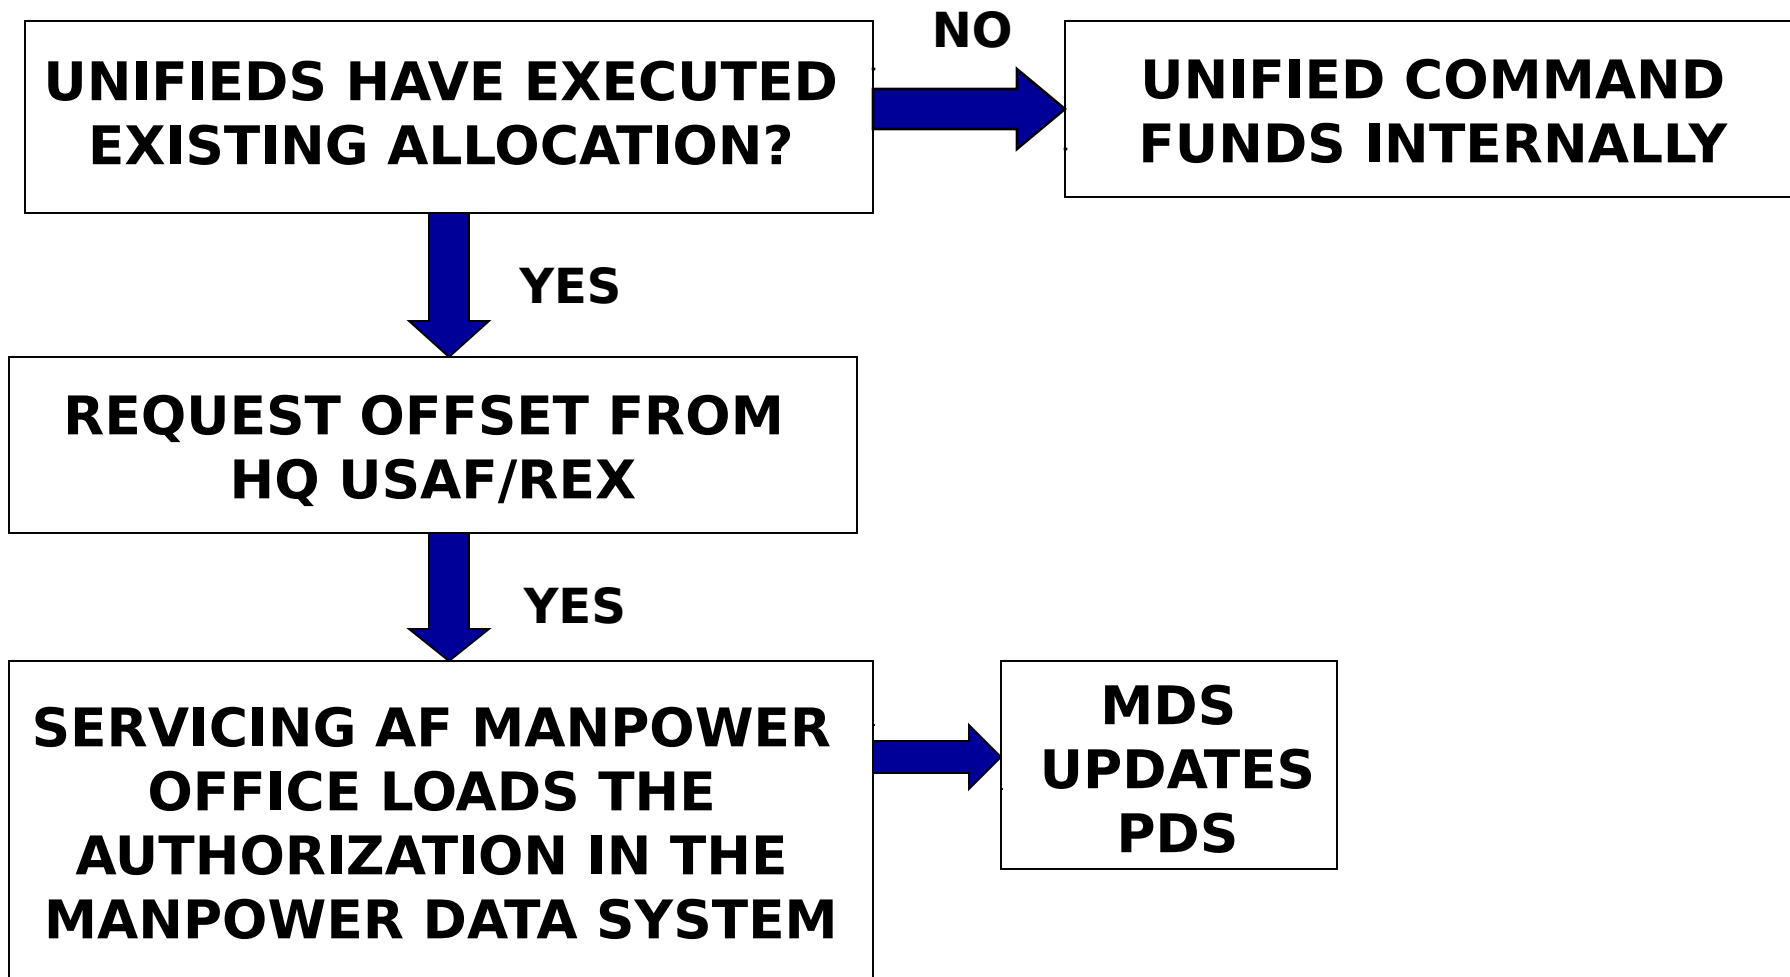 UNIFIEDS HAVE EXECUTED
EXISTING ALLOCATION?
NO
UNIFIED COMMAND
FUNDS INTERNALLY
YES
REQUEST OFFSET FROM
HQ USAF/REX
YES
SERVICING AF MANPOWER
OFFICE LOADS THE
AUTHORIZATION IN THE
MANPOWER DATA SYSTEM
MDS
UPDATES
PDS